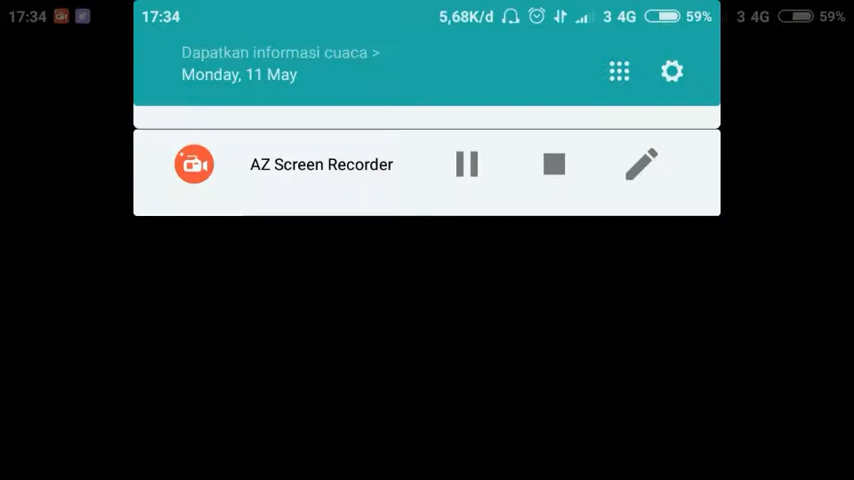 17:34
17:34 5,68K/d 3 4G 59%
3 4G 59%
Dapatkan informasi cuaca >
Monday, 11 May
AZ Screen Recorder